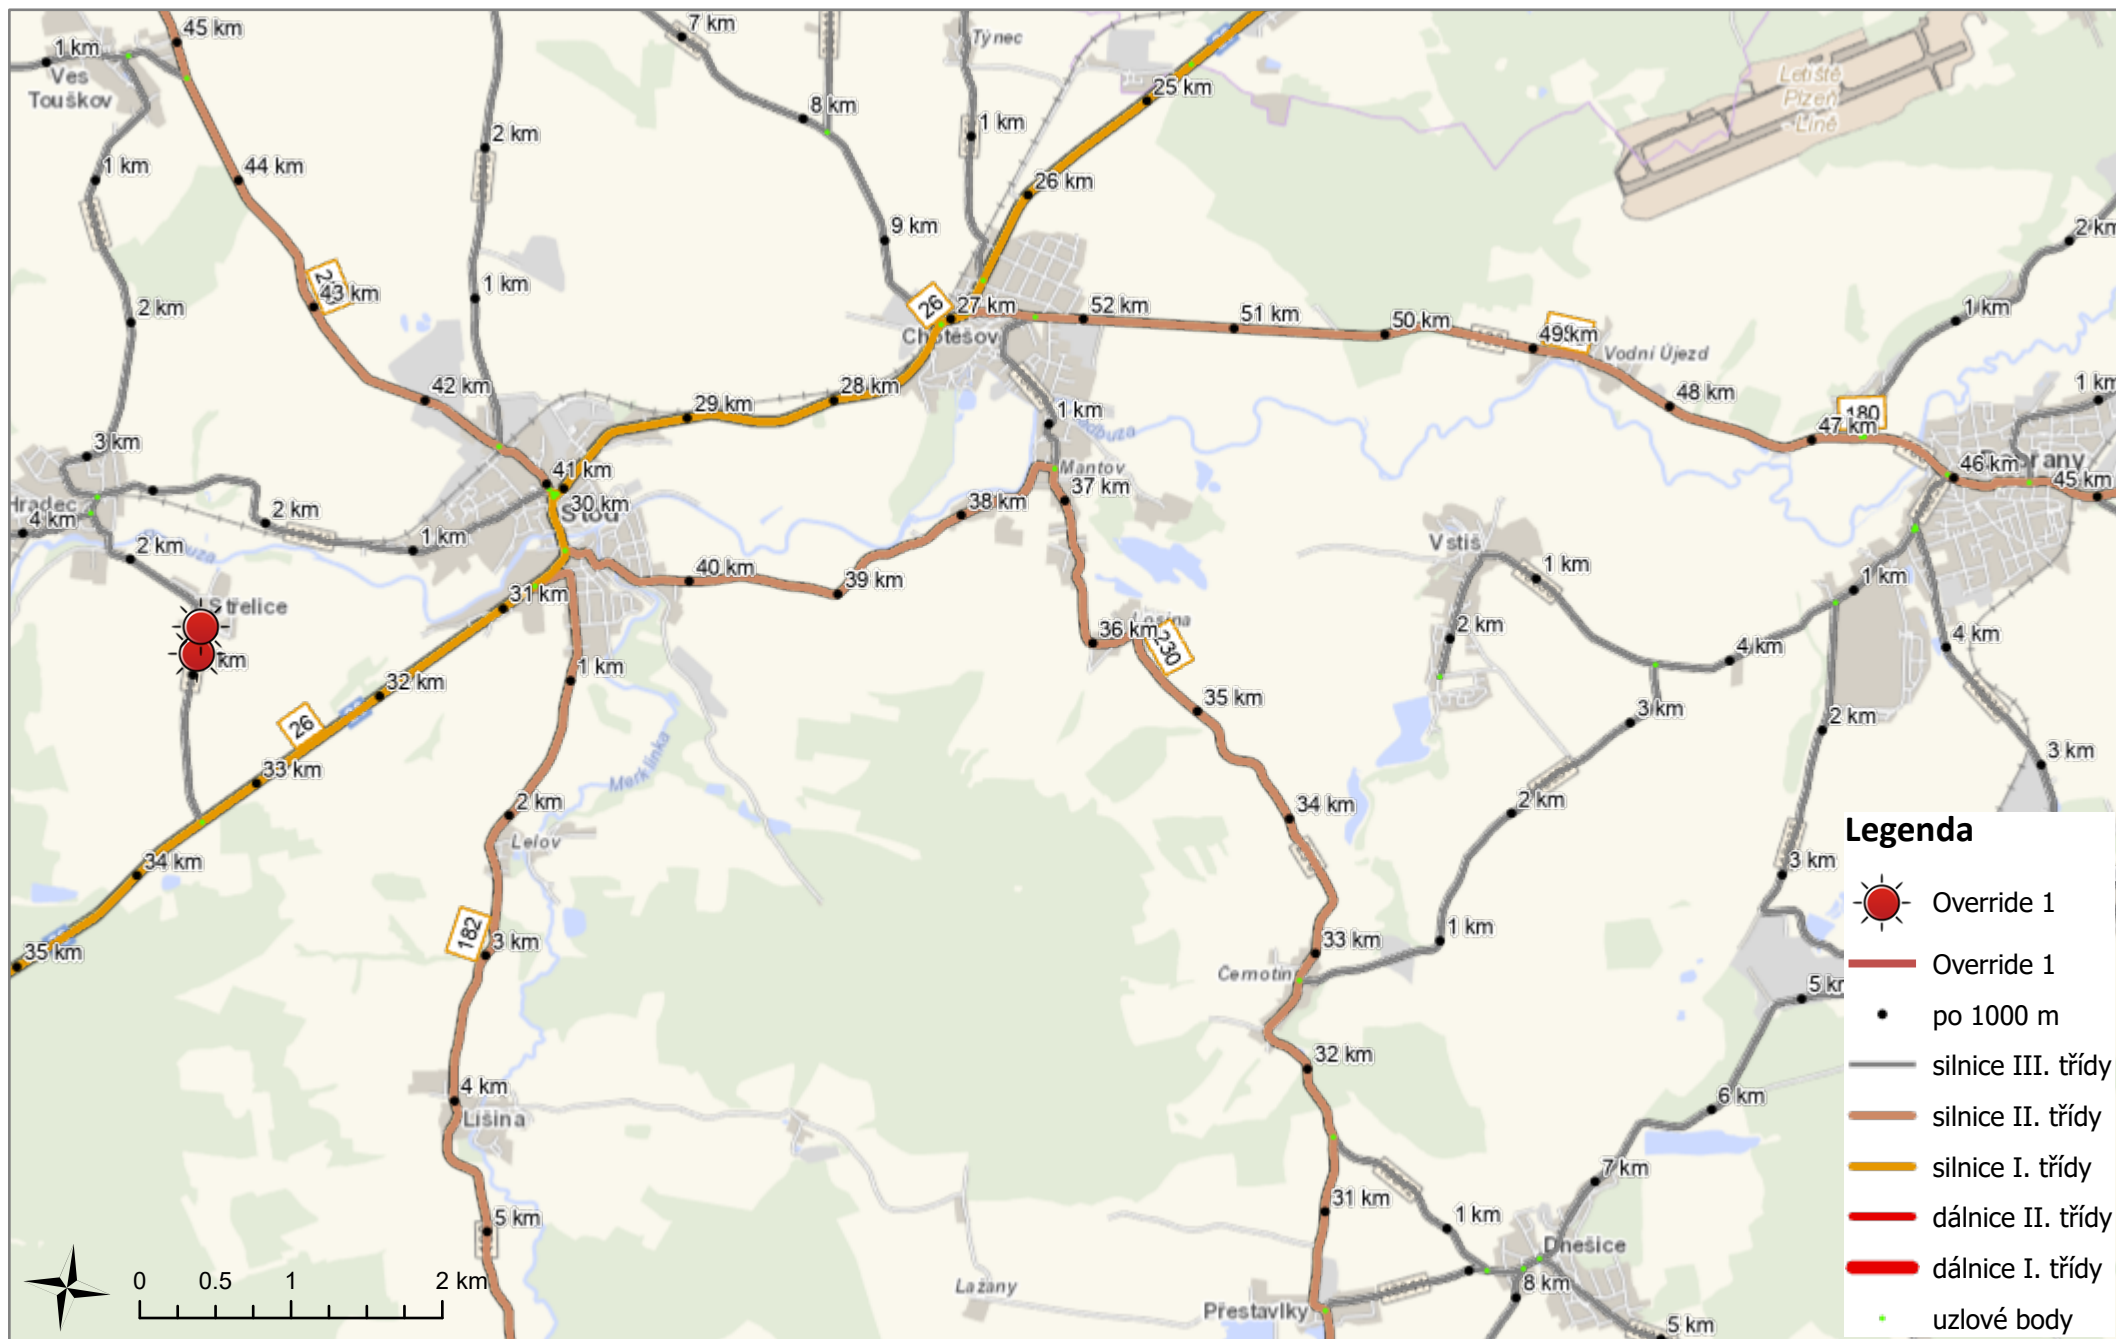 45 km
7 km
Týnec
1 km
Ves
Touškov
8 km
25 km
Letiště
Plzeň
- Líně
2 km
1 km
1 km
44 km
26 km
9 km
2 km
43 km
1 km
2 km
26
27 km
52 km
51 km
50 km
49 km
1 km
Chotěšov
Vodní Újezd
42 km
29 km
28 km
48 km
1 km
1 km
180
47 km
3 km
41 km
Mantov
46 km
45 km
Hradec
4 km
2 km
30 km
37 km
38 km
2 km
1 km
Vstiš
40 km
39 km
1 km
1 km
Střelice
31 km
36 km
230
2 km
4 km
4 km
km
1 km
32 km
35 km
3 km
2 km
26
3 km
33 km
Merklínka
2 km
34 km
2 km
Lelov
34 km
3 km
182
3 km
33 km
1 km
35 km
Černotín
5 km
32 km
4 km
Líšina
6 km
7 km
31 km
5 km
1 km
Dnešice
Lažany
8 km
Přestavlky
5 km
0 0.5 1 2 km
Legenda
Override 1
Override 1
po 1000 m
silnice III. třídy
silnice II. třídy
silnice I. třídy
dálnice II. třídy
dálnice I. třídy
uzlové body